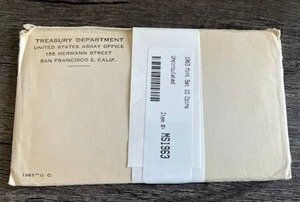 TREASURY DEPARTMENT
UNITED STATES ASSAY OFFICE
155 HERMANN STREET
SAN FRANCISCO 2, CALIF.
1963 Mint Set 10 Coins
Uncirculated
Item #: MS1963